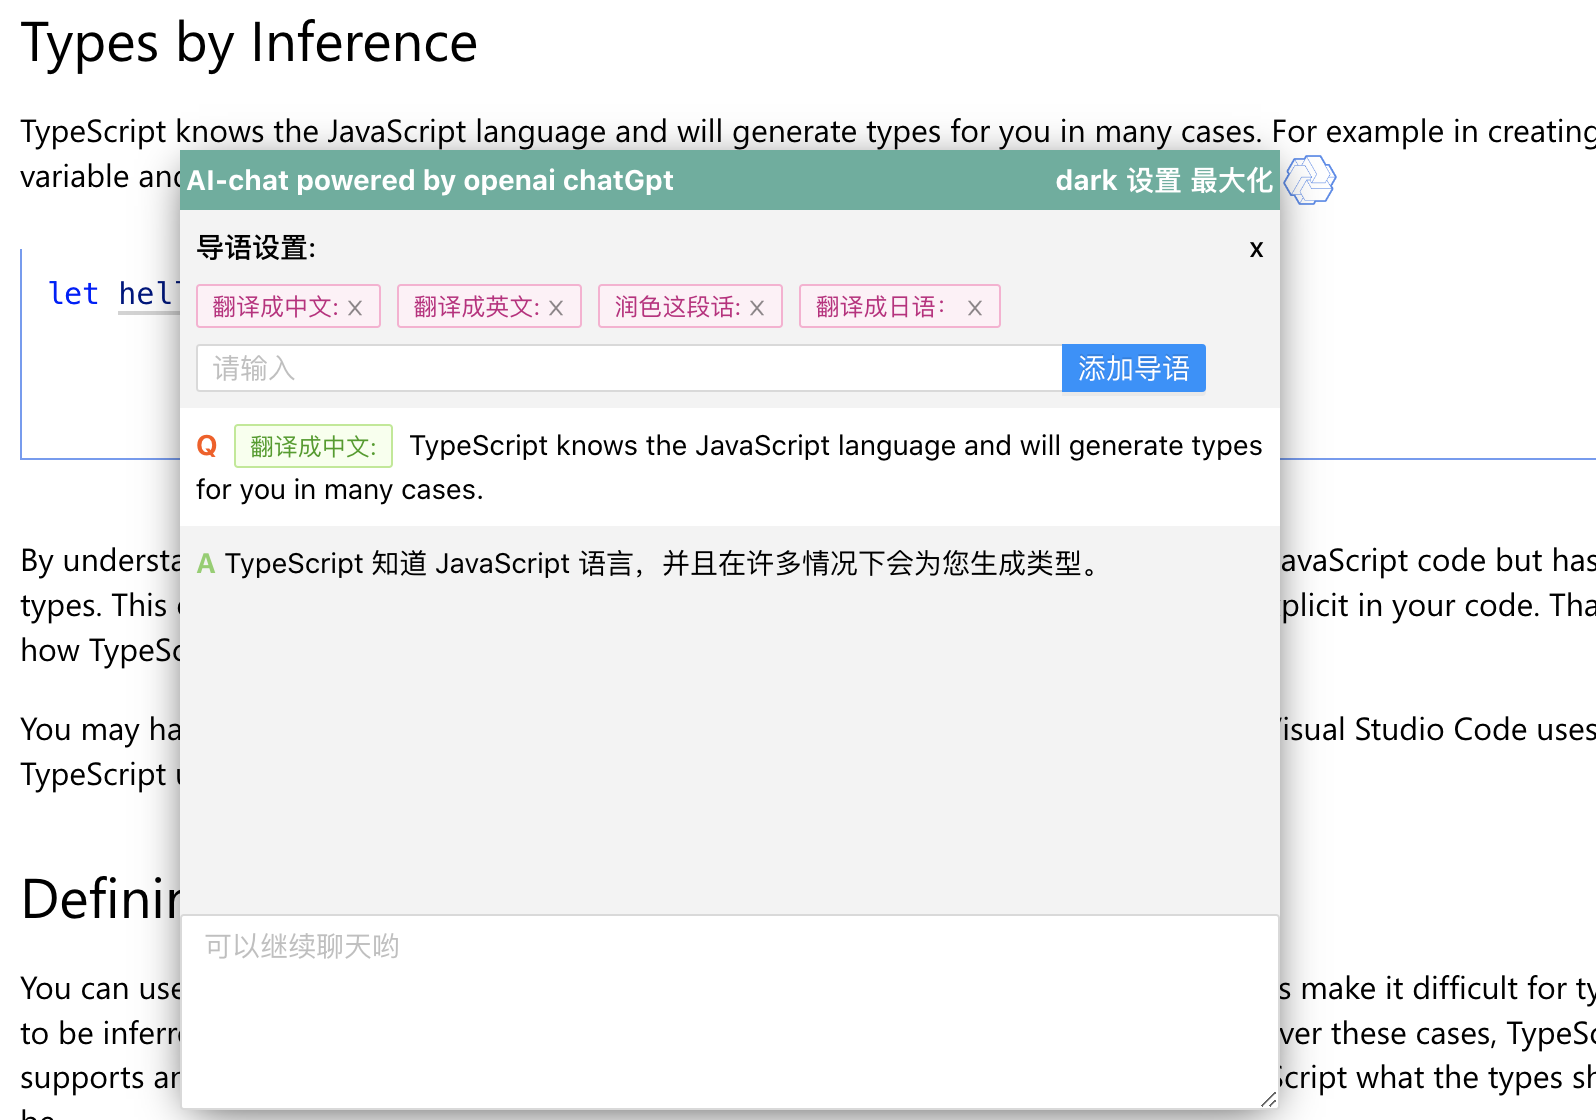 Types by Inference
TypeScript knows the JavaScript language and will generate types for you in many cases. For example in creating
variable and
AI-chat powered by openai chatGpt
dark 设置 最大化
导语设置:
x
let hell
翻译成中文: ×
翻译成英文: ×
润色这段话: ×
翻译成日语： ×
请输入
添加导语
Q 翻译成中文: TypeScript knows the JavaScript language and will generate types
for you in many cases.
A TypeScript 知道 JavaScript 语言，并且在许多情况下会为您生成类型。
By understa
avaScript code but has
types. This
plicit in your code. Tha
how TypeSc
You may ha
isual Studio Code uses
TypeScript
Definin
可以继续聊天哟
You can use
s make it difficult for ty
to be inferre
ver these cases, TypeSc
supports an
Script what the types sh
be